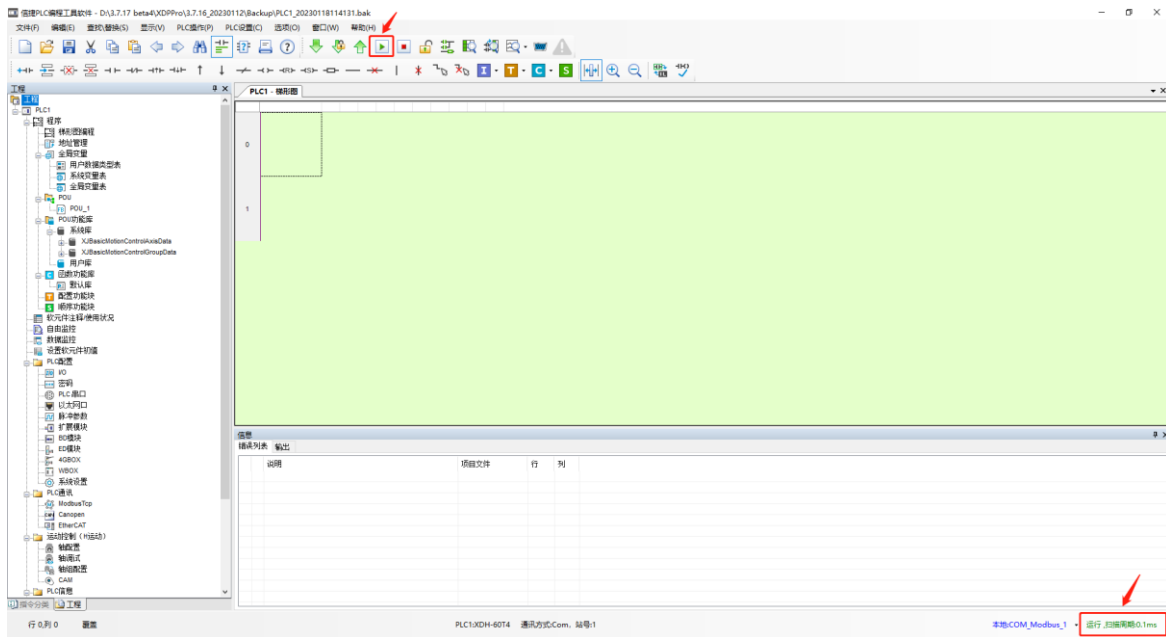 信捷PLC编程工具软件 - D:\3.7.17 beta4\XDPPro\3.7.16_20230112\Backup\PLC1_20230118114131.bak
文件(F) 编辑(E) 查找\替换(S) 显示(V) PLC操作(P) PLC设置(C) 选项(O) 窗口(W) 帮助(H)
工程
PLC1 - 梯形图
工程
PLC1
程序
梯形图编程
地址管理
全局变量
用户数据类型表
系统变量表
全局变量表
POU
POU_1
POU功能库
系统库
XJBasicMotionControlAxisData
XJBasicMotionControlGroupData
用户库
函数功能库
默认库
配置功能块
顺序功能块
软元件注释/使用状况
自由监控
数据监控
设置软元件初值
PLC配置
I/O
密码
PLC 串口
以太网口
脉冲参数
扩展模块
BD模块
ED模块
4GBOX
WBOX
系统设置
PLC通讯
ModbusTcp
Canopen
EtherCAT
运动控制（H运动）
轴配置
轴调试
轴组配置
CAM
PLC信息
指令分类 工程
0
1
信息
错误列表 输出
说明 项目文件 行 列
行 0,列 0 覆盖 PLC1:XDH-60T4 通讯方式:Com，站号:1 本地:COM_Modbus_1 运行 ,扫描周期:0.1ms